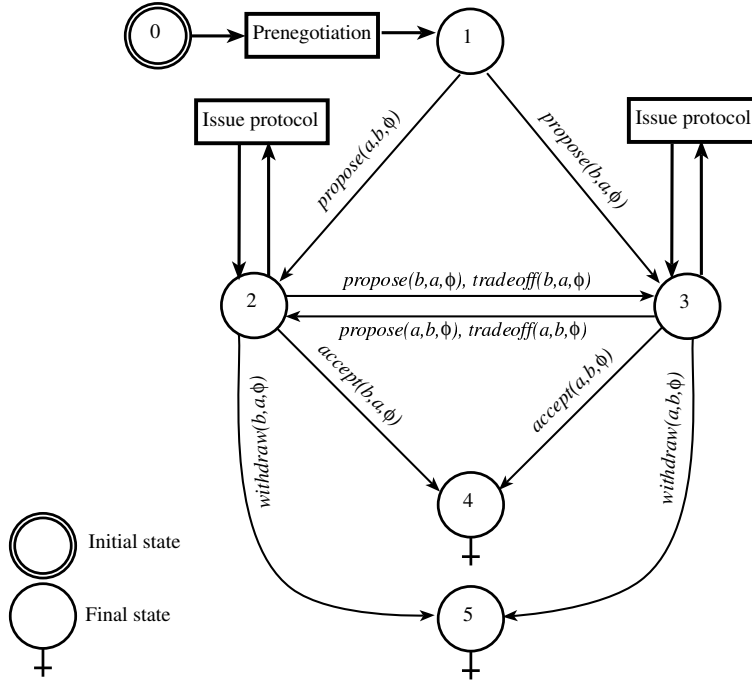 0
Prenegotiation
1
Issue protocol
Issue protocol
propose(a,b,ϕ)
propose(b,a,ϕ)
2
propose(b,a,ϕ), tradeoff(b,a,ϕ)
3
propose(a,b,ϕ), tradeoff(a,b,ϕ)
accept(b,a,ϕ)
accept(a,b,ϕ)
withdraw(b,a,ϕ)
withdraw(a,b,ϕ)
4
Initial state
5
Final state